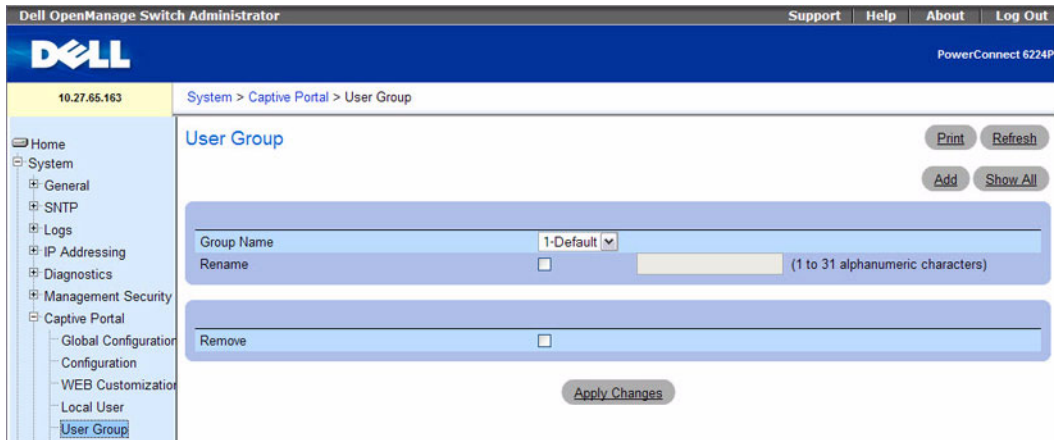 Dell OpenManage Switch Administrator
Support Help About Log Out
DELL
PowerConnect 6224P
10.27.65.163
System > Captive Portal > User Group
Home
System
General
SNTP
Logs
IP Addressing
Diagnostics
Management Security
Captive Portal
Global Configuration
Configuration
WEB Customization
Local User
User Group
User Group
Print Refresh
Add Show All
Group Name 1-Default
Rename (1 to 31 alphanumeric characters)
Remove
Apply Changes